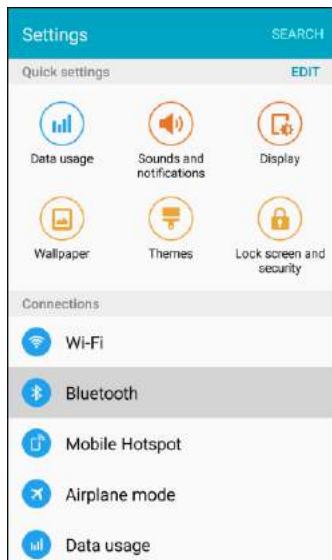 Settings SEARCH
Quick settings EDIT
Data usage
Sounds and
notifications
Display
Wallpaper
Themes
Lock screen and
security
Connections
Wi-Fi
Bluetooth
Mobile Hotspot
Airplane mode
Data usage